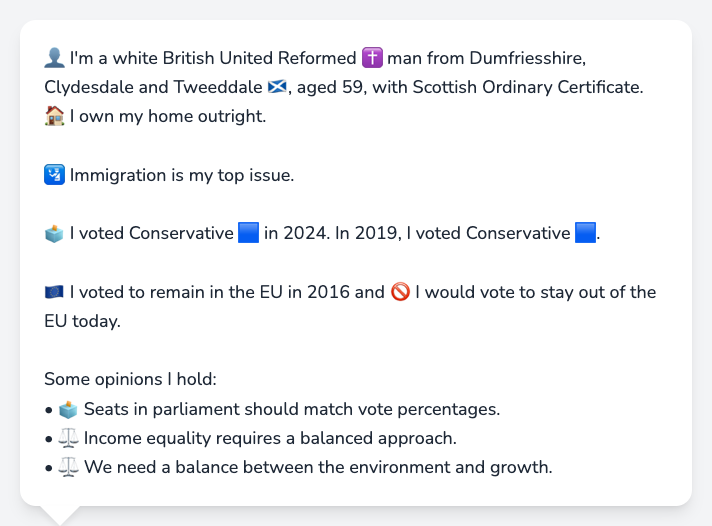 👤 I'm a white British United Reformed ✝️ man from Dumfriesshire,
Clydesdale and Tweeddale 🏴󠁧󠁢󠁳󠁣󠁴󠁿, aged 59, with Scottish Ordinary Certificate.
🏠 I own my home outright.
🛂 Immigration is my top issue.
🗳️ I voted Conservative 🟦 in 2024. In 2019, I voted Conservative 🟦.
🇪🇺 I voted to remain in the EU in 2016 and 🚫 I would vote to stay out of the
EU today.
Some opinions I hold:
• 🗳️ Seats in parliament should match vote percentages.
• ⚖️ Income equality requires a balanced approach.
• ⚖️ We need a balance between the environment and growth.